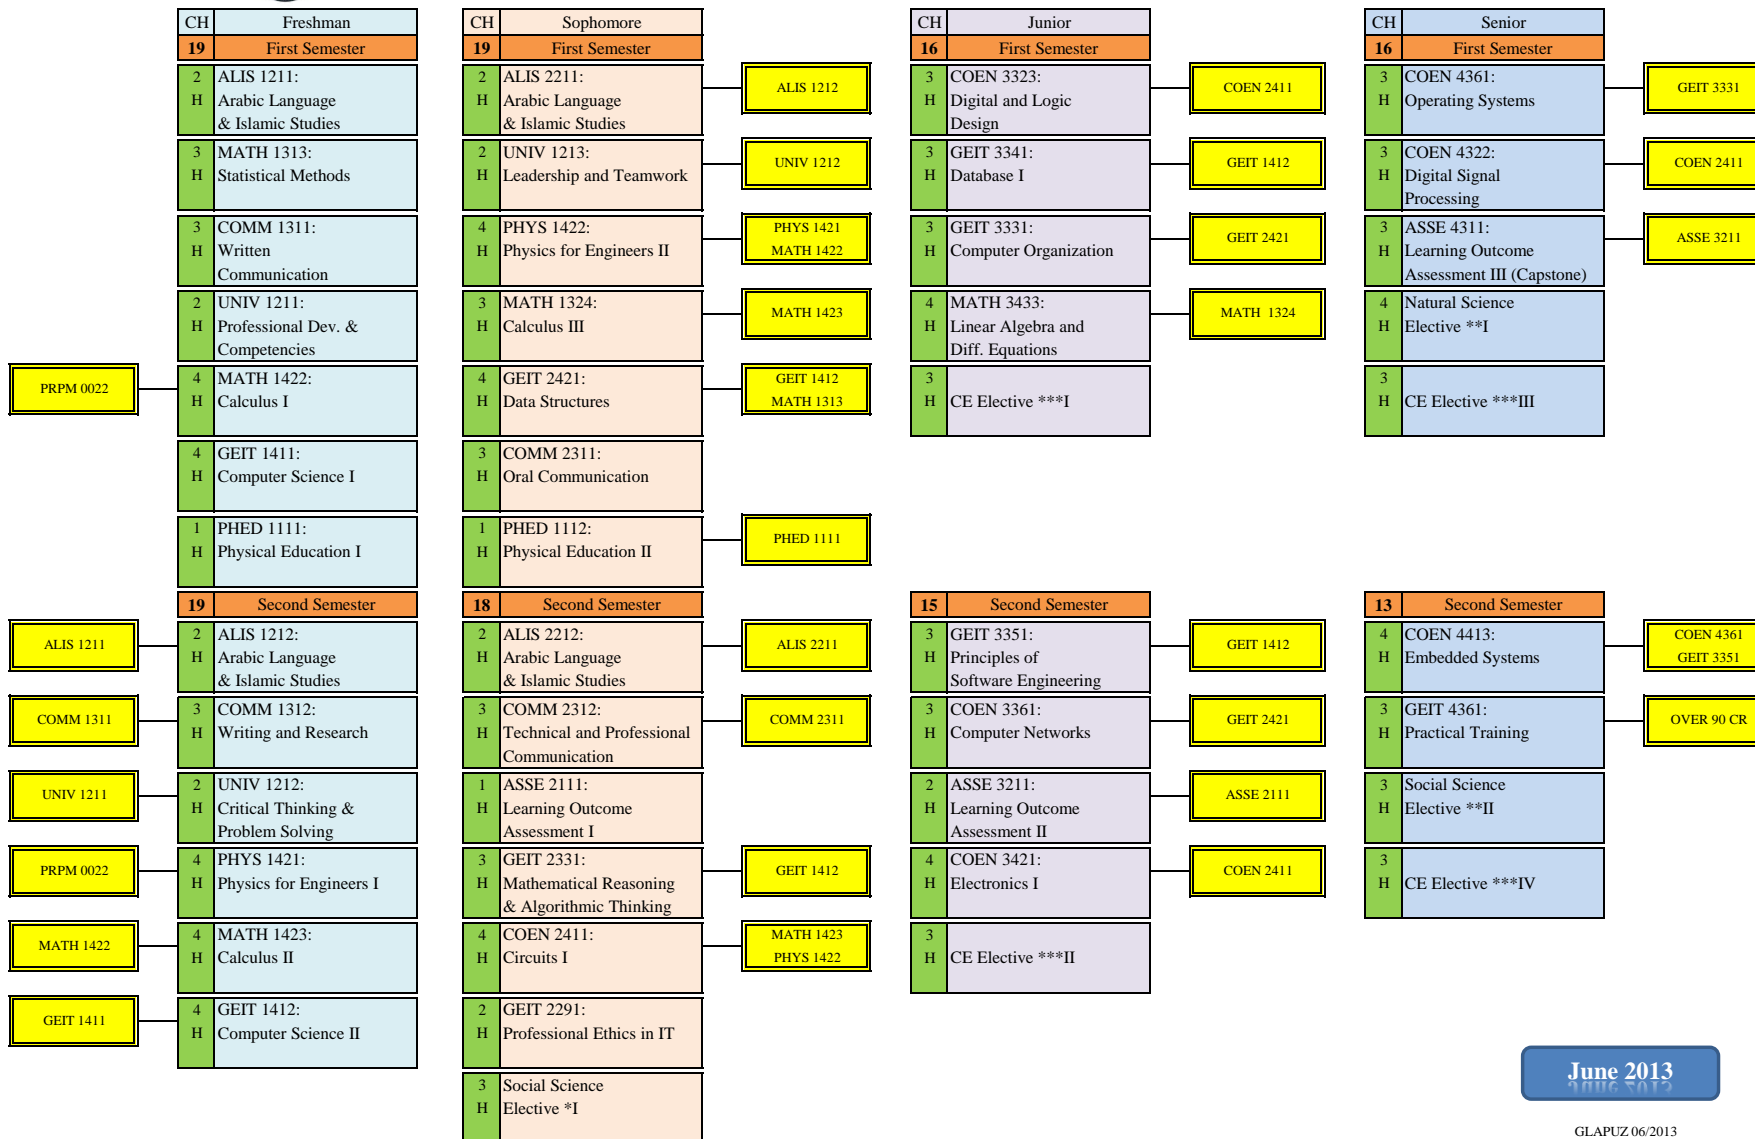 CH Freshman
19 First Semester
2 ALIS 1211:
H Arabic Language
& Islamic Studies
3 MATH 1313:
H Statistical Methods
3 COMM 1311:
H Written
Communication
2 UNIV 1211:
H Professional Dev. &
Competencies
PRPM 0022
4 MATH 1422:
H Calculus I
4 GEIT 1411:
H Computer Science I
1 PHED 1111:
H Physical Education I
19 Second Semester
ALIS 1211
2 ALIS 1212:
H Arabic Language
& Islamic Studies
COMM 1311
3 COMM 1312:
H Writing and Research
UNIV 1211
2 UNIV 1212:
H Critical Thinking &
Problem Solving
PRPM 0022
4 PHYS 1421:
H Physics for Engineers I
MATH 1422
4 MATH 1423:
H Calculus II
GEIT 1411
4 GEIT 1412:
H Computer Science II
CH Sophomore
19 First Semester
2 ALIS 2211:
H Arabic Language
& Islamic Studies
ALIS 1212
2 UNIV 1213:
H Leadership and Teamwork
UNIV 1212
4 PHYS 1422:
H Physics for Engineers II
PHYS 1421
MATH 1422
3 MATH 1324:
H Calculus III
MATH 1423
4 GEIT 2421:
H Data Structures
GEIT 1412
MATH 1313
3 COMM 2311:
H Oral Communication
1 PHED 1112:
H Physical Education II
PHED 1111
18 Second Semester
2 ALIS 2212:
H Arabic Language
& Islamic Studies
ALIS 2211
3 COMM 2312:
H Technical and Professional
Communication
COMM 2311
1 ASSE 2111:
H Learning Outcome
Assessment I
3 GEIT 2331:
H Mathematical Reasoning
& Algorithmic Thinking
GEIT 1412
4 COEN 2411:
H Circuits I
MATH 1423
PHYS 1422
2 GEIT 2291:
H Professional Ethics in IT
3 Social Science
H Elective *I
CH Junior
16 First Semester
3 COEN 3323:
H Digital and Logic
Design
COEN 2411
3 GEIT 3341:
H Database I
GEIT 1412
3 GEIT 3331:
H Computer Organization
GEIT 2421
4 MATH 3433:
H Linear Algebra and
Diff. Equations
MATH 1324
3
H CE Elective ***I
15 Second Semester
3 GEIT 3351:
H Principles of
Software Engineering
GEIT 1412
3 COEN 3361:
H Computer Networks
GEIT 2421
2 ASSE 3211:
H Learning Outcome
Assessment II
ASSE 2111
4 COEN 3421:
H Electronics I
COEN 2411
3
H CE Elective ***II
CH Senior
16 First Semester
3 COEN 4361:
H Operating Systems
GEIT 3331
3 COEN 4322:
H Digital Signal
Processing
COEN 2411
3 ASSE 4311:
H Learning Outcome
Assessment III (Capstone)
ASSE 3211
4 Natural Science
H Elective **I
3
H CE Elective ***III
13 Second Semester
4 COEN 4413:
H Embedded Systems
COEN 4361
GEIT 3351
3 GEIT 4361:
H Practical Training
OVER 90 CR
3 Social Science
H Elective **II
3
H CE Elective ***IV
June 2013
GLAPUZ 06/2013